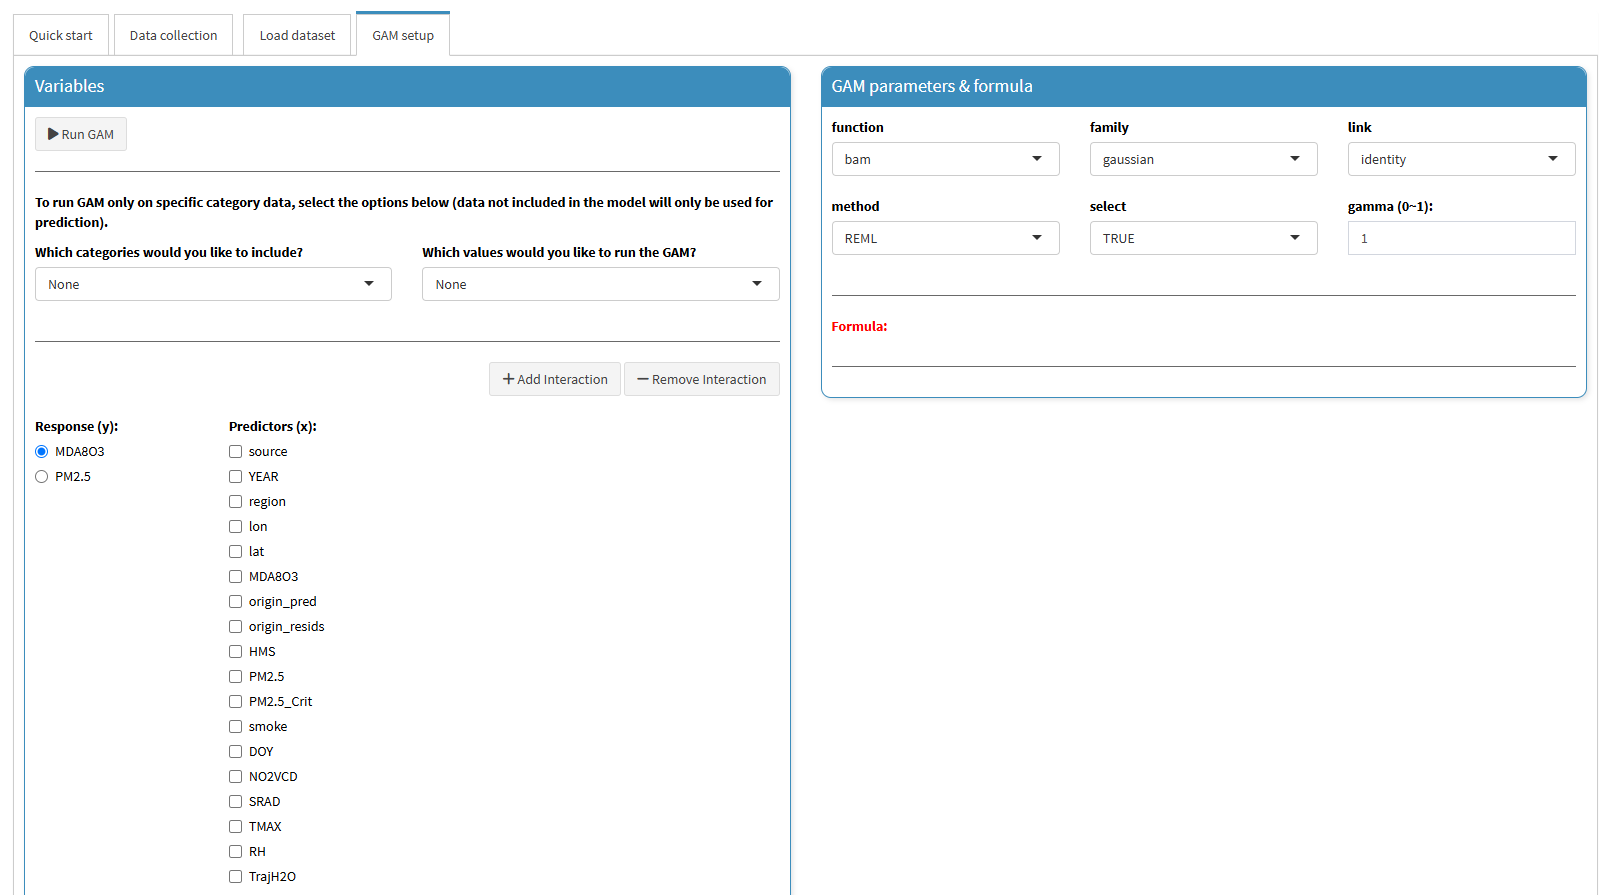 Quick start
Data collection
Load dataset
GAM setup
Variables
Run GAM
To run GAM only on specific category data, select the options below (data not included in the model will only be used for
prediction).
Which categories would you like to include?
Which values would you like to run the GAM?
None
None
Add Interaction
Remove Interaction
Response (y):
MDA8O3
PM2.5
Predictors (x):
source
YEAR
region
lon
lat
MDA8O3
origin_pred
origin_resids
HMS
PM2.5
PM2.5_Crit
smoke
DOY
NO2VCD
SRAD
TMAX
RH
TrajH2O
GAM parameters & formula
function
family
link
bam
gaussian
identity
method
select
gamma (0~1):
REML
TRUE
1
Formula: